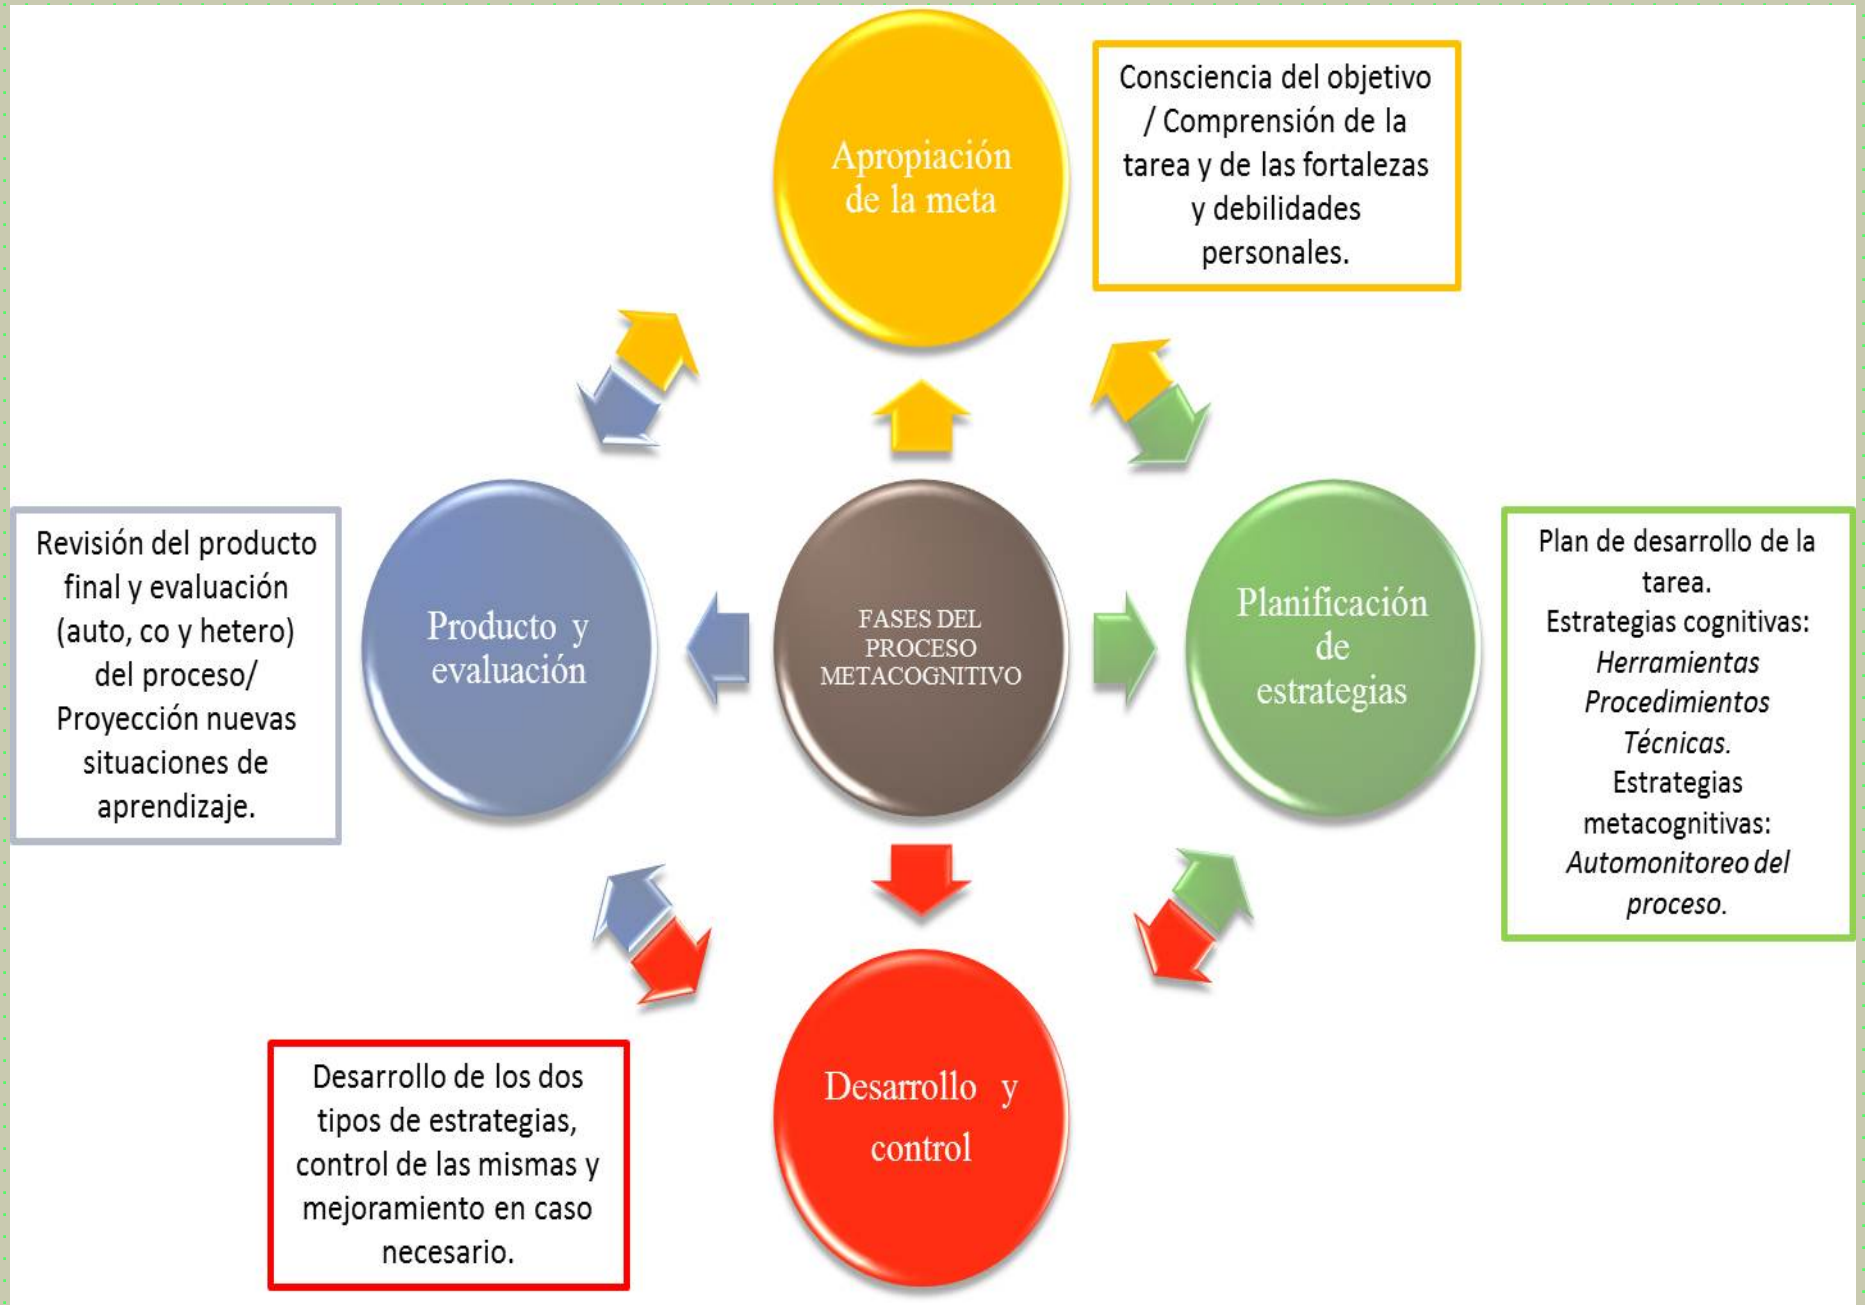 Apropiación
de la meta
Consciencia del objetivo
/ Comprensión de la
tarea y de las fortalezas
y debilidades
personales.
Revisión del producto
final y evaluación
(auto, co y hetero)
del proceso/
Proyección nuevas
situaciones de
aprendizaje.
Producto y
evaluación
FASES DEL
PROCESO
METACOGNITIVO
Planificación
de
estrategias
Plan de desarrollo de la
tarea.
Estrategias cognitivas:
Herramientas
Procedimientos
Técnicas.
Estrategias
metacognitivas:
Automonitoreo del
proceso.
Desarrollo de los dos
tipos de estrategias,
control de las mismas y
mejoramiento en caso
necesario.
Desarrollo y
control